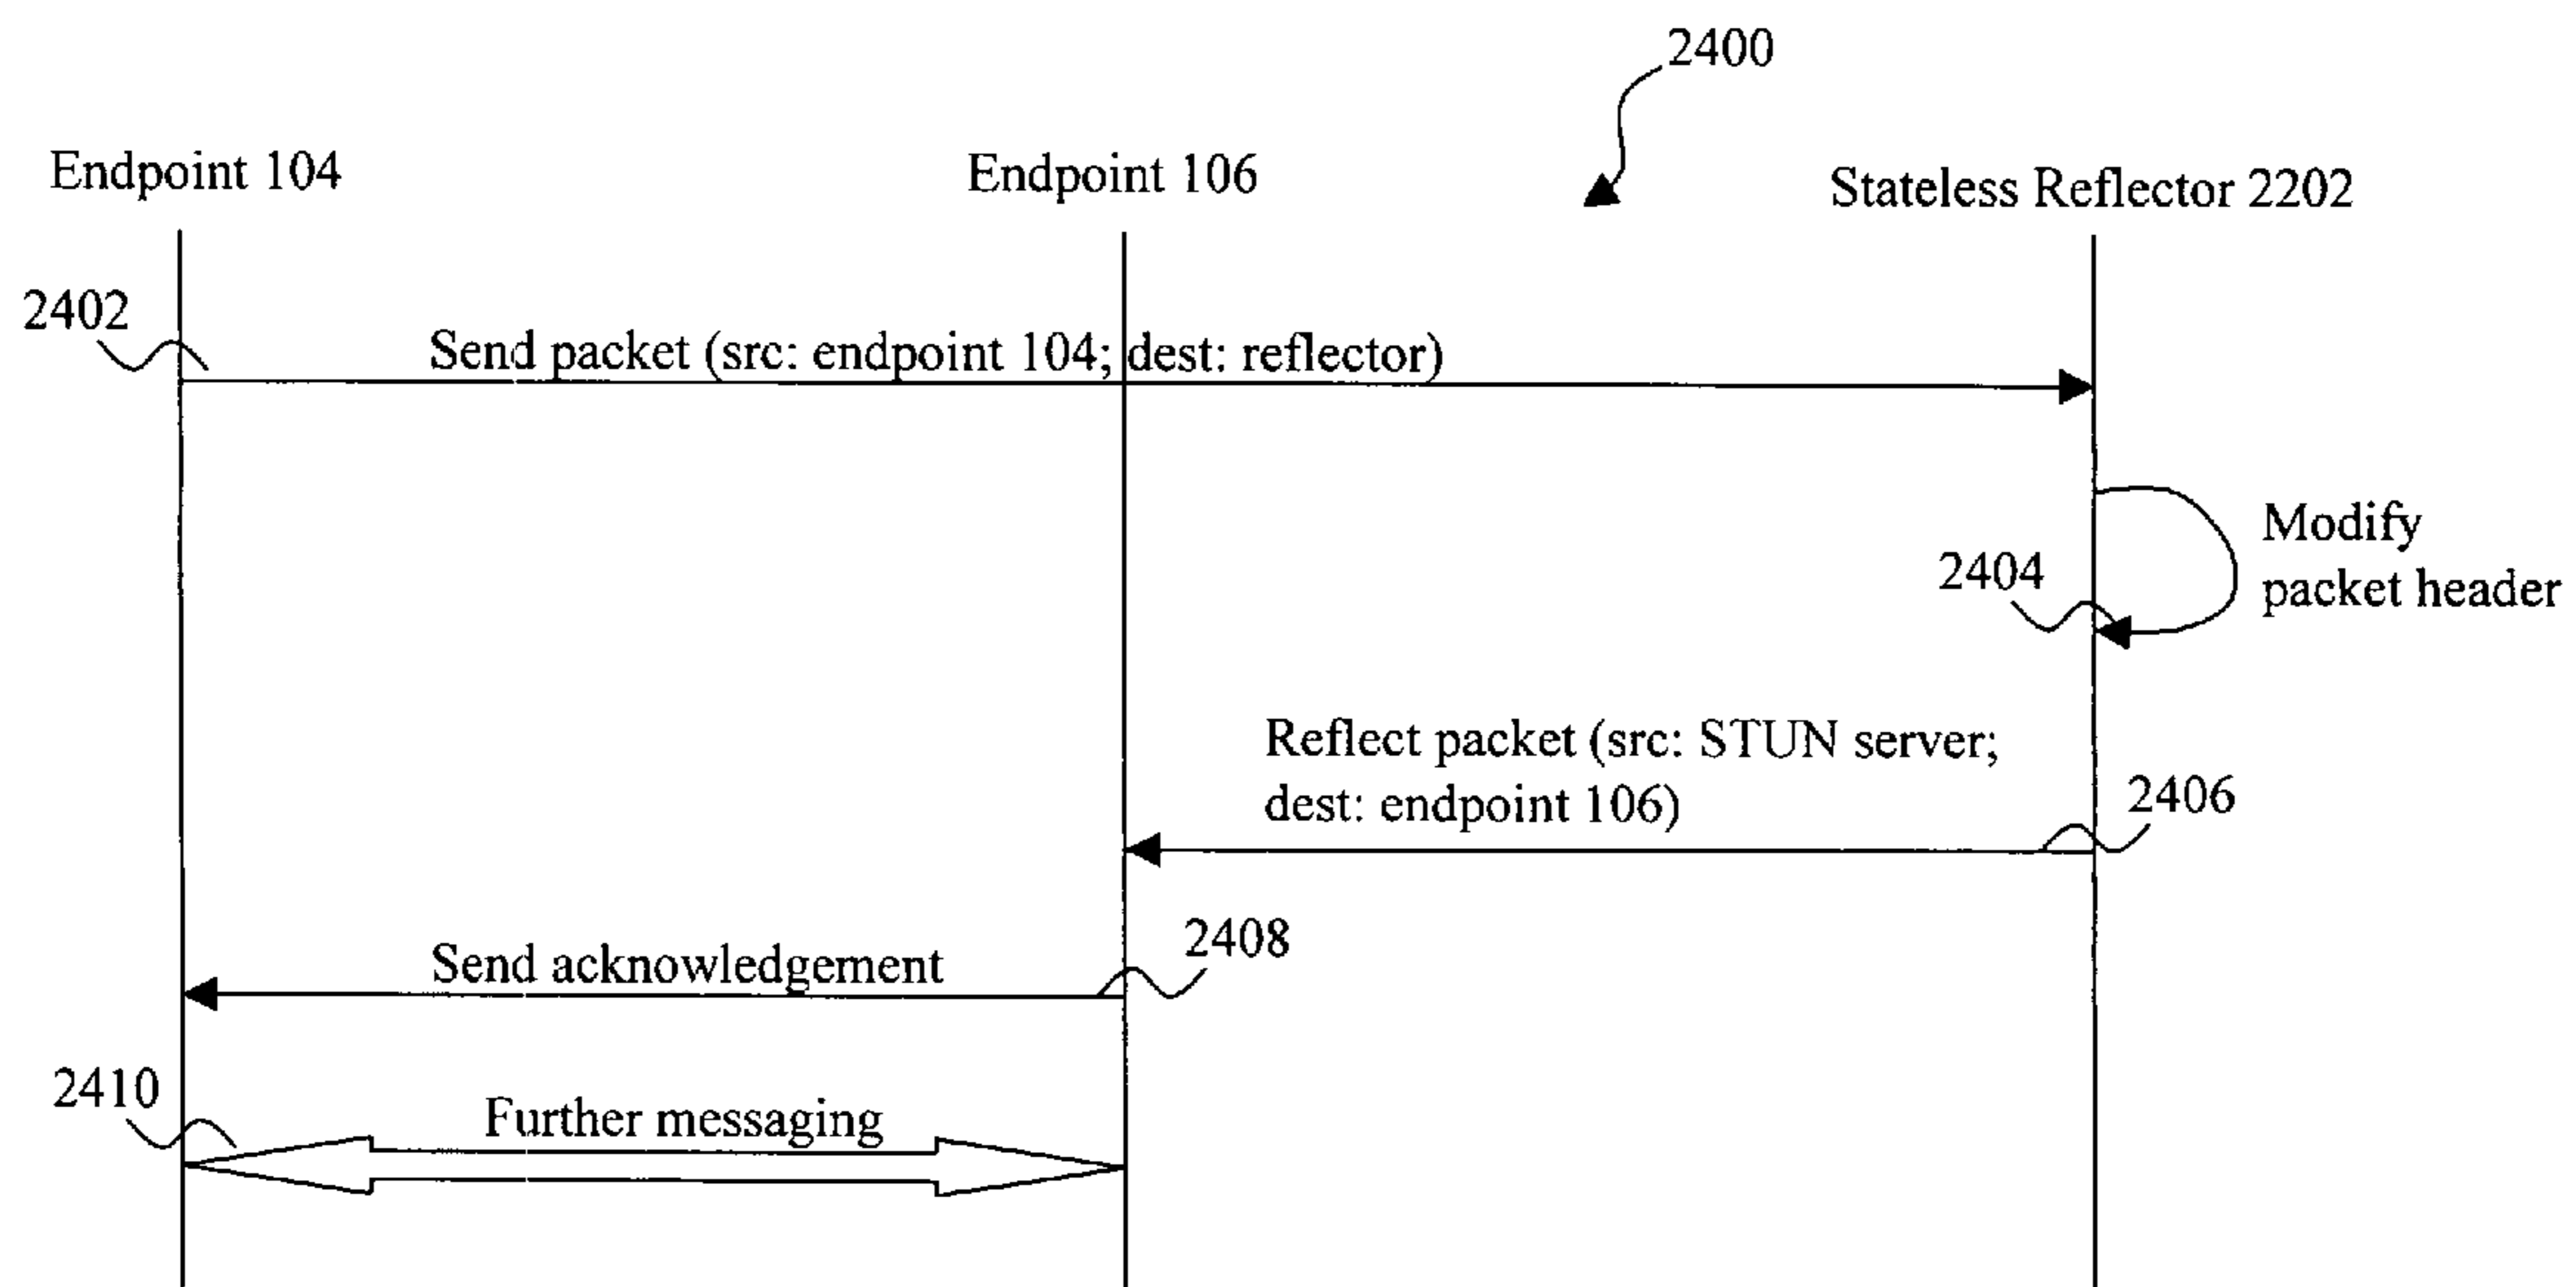 2400
Endpoint 104
Endpoint 106
Stateless Reflector 2202
2402
Send packet (src: endpoint 104; dest: reflector)
Modify
packet header
2404
Reflect packet (src: STUN server;
dest: endpoint 106)
2406
2408
Send acknowledgement
2410
Further messaging